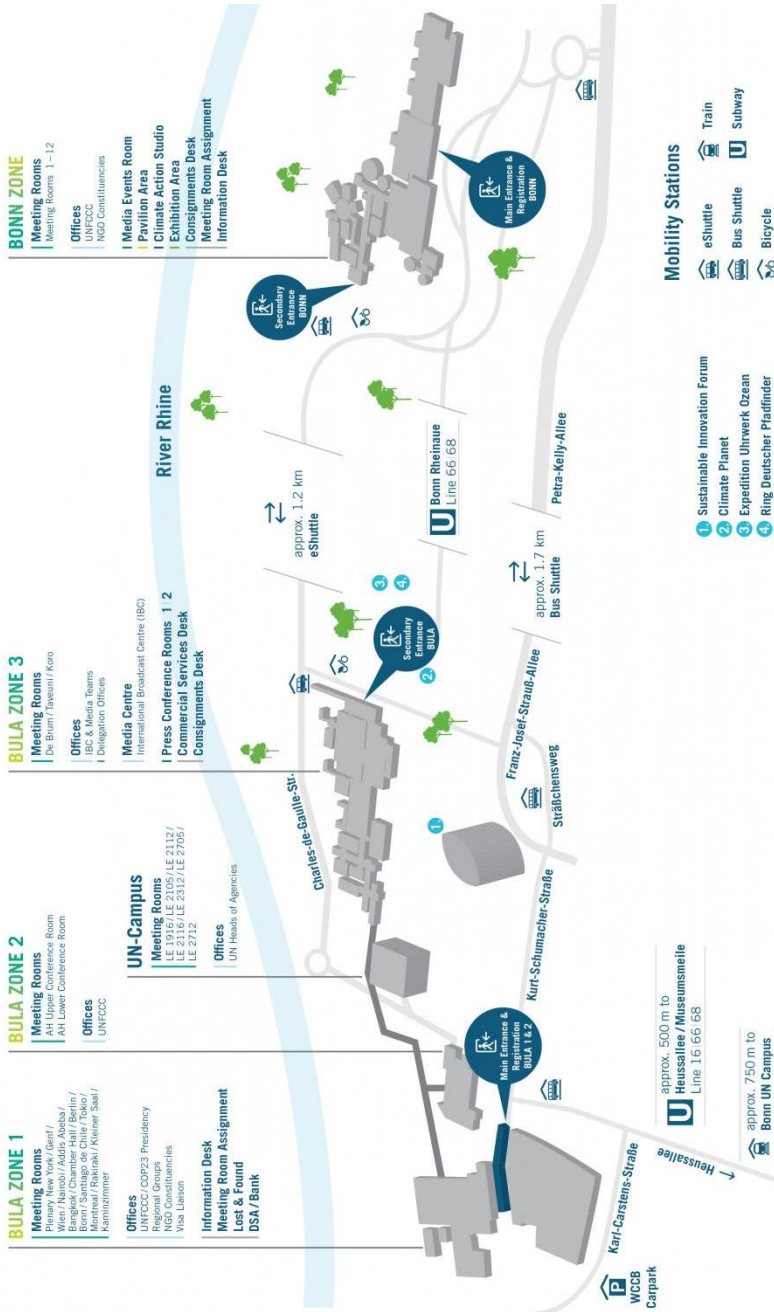 BULA ZONE 1
Meeting Rooms
Plenary New York / Genf /
Wien / Nairobi / Addis Abeba /
Bangkok / Chamber Hall / Berlin /
Bonn / Santiago de Chile / Tokio /
Montreal / Rakiraki / Kleiner Saal /
Kaminzimmer
Offices
UNFCCC / COP23 Presidency
Regional Groups
NGO Constituencies
Visa Liaison
Information Desk
Meeting Room Assignment
Lost & Found
DSA / Bank
BULA ZONE 2
Meeting Rooms
AH Upper Conference Room
AH Lower Conference Room
Offices
UNFCCC
UN-Campus
Meeting Rooms
LE 1916 / LE 2105 / LE 2112 /
LE 2116 / LE 2312 / LE 2705 /
LE 2712
Offices
UN Heads of Agencies
BULA ZONE 3
Meeting Rooms
De Brum / Taveuni / Koro
Offices
IBC & Media Teams
Delegation Offices
Media Centre
International Broadcast Centre (IBC)
Press Conference Rooms 1 | 2
Commercial Services Desk
Consignments Desk
BONN ZONE
Meeting Rooms
Meeting Rooms 1–12
Offices
UNFCCC
NGO Constituencies
Media Events Room
Pavilion Area
Climate Action Studio
Exhibition Area
Consignments Desk
Meeting Room Assignment
Information Desk
River Rhine
Charles-de-Gaulle-Str.
approx. 1.2 km
eShuttle
Secondary
Entrance
BONN
Main Entrance &
Registration
BONN
Secondary
Entrance
BULA
1.
2.
3.
4.
U Bonn Rheinaue
Line 66 68
Main Entrance &
Registration
BULA 1 & 2
Kurt-Schumacher-Straße
Sträßchensweg
Franz-Josef-Strauß-Allee
approx. 1.7 km
Bus Shuttle
Petra-Kelly-Allee
Karl-Carstens-Straße
Heussallee
P
WCCB
Carpark
approx. 500 m to
U Heussallee / Museumsmeile
Line 16 66 68
approx. 750 m to
Bonn UN Campus
1. Sustainable Innovation Forum
2. Climate Planet
3. Expedition Uhrwerk Ozean
4. Ring Deutscher Pfadfinder
Mobility Stations
eShuttle
Bus Shuttle
Bicycle
Train
U Subway